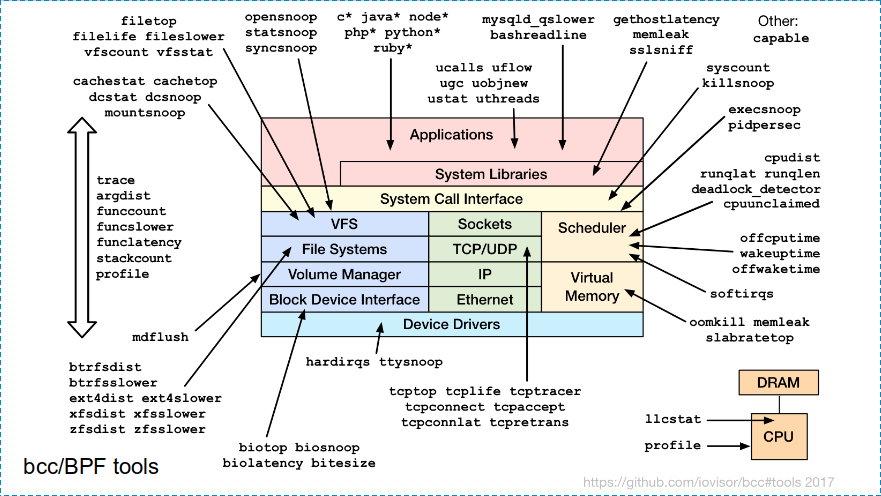 filetop
filelife fileslower
vfscount vfsstat
opensnoop
statsnoop
syncsnoop
c* java* node*
php* python*
ruby*
mysqld_qslower
bashreadline
gethostlatency
memleak
sslsniff
Other:
capable
cachestat cachetop
dcstat dcsnoop
mountsnoop
ucalls uflow
ugc uobjnew
ustat uthreads
syscount
killsnoop
execsnoop
pidpersec
cpudist
runqlat runqlen
deadlock_detector
cpuunclaimed
offcputime
wakeuptime
offwaketime
softirqs
oomkill memleak
slabratetop
trace
argdist
funccount
funcslower
funclatency
stackcount
profile
Applications
System Libraries
System Call Interface
VFS
Sockets
Scheduler
File Systems
TCP/UDP
Volume Manager
IP
Virtual
Memory
Block Device Interface
Ethernet
Device Drivers
mdflush
hardirqs ttysnoop
btrfsdist
btrfsslower
ext4dist ext4slower
xfsdist xfsslower
zfsdist zfsslower
tcptop tcplife tcptracer
tcpconnect tcpaccept
tcpconnlat tcpretrans
biotop biosnoop
biolatency bitesize
DRAM
llcstat
CPU
profile
bcc/BPF tools
https://github.com/iovisor/bcc#tools 2017